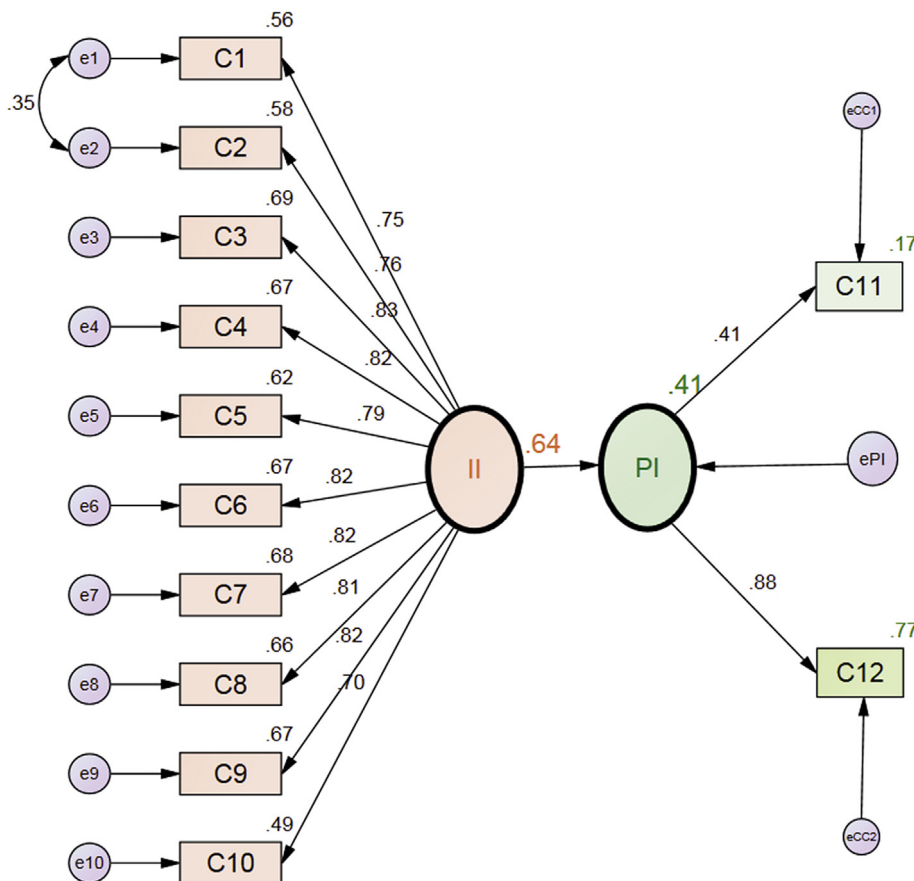 .56
e1
C1
.35
.58
e2
C2
.69
e3
C3
.67
e4
C4
.62
e5
C5
.67
e6
C6
.68
e7
C7
.66
e8
C8
.67
e9
C9
.49
e10
C10
.75
.76
.83
.82
.79
.82
.82
.81
.82
.70
II
.64
.41
PI
ePI
.41
eCC1
.17
C11
.88
.77
C12
eCC2